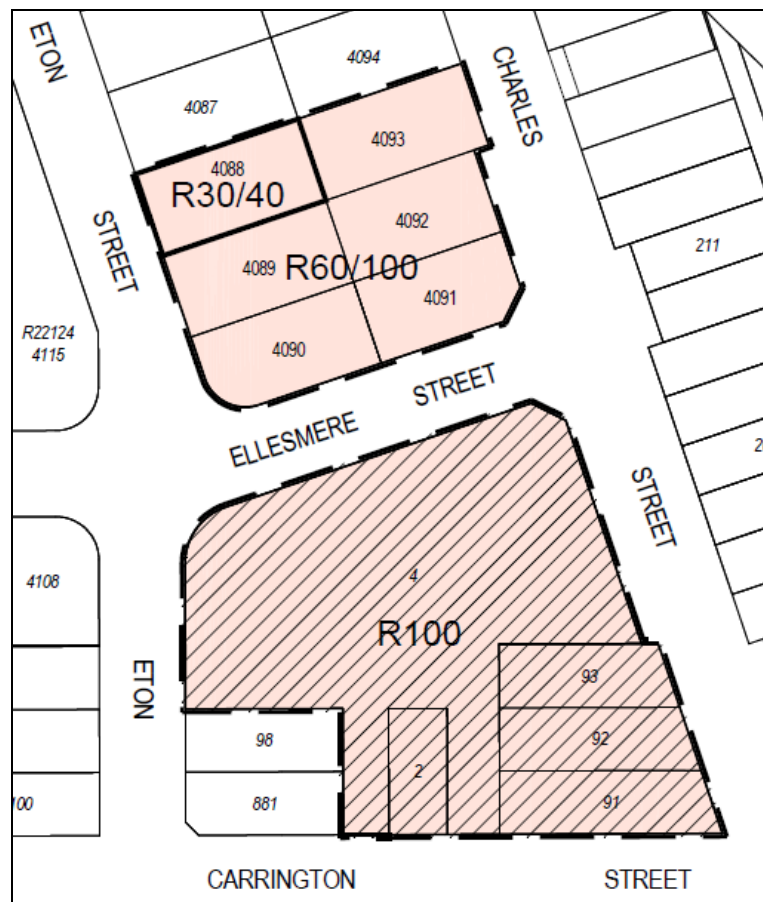 ETON
CHARLES
4094
4087
4088
4093
R30/40
STREET
4092
4089
R60/100
211
4091
R22124
4115
4090
STREET
ELLESMERE
STREET
4108
4
R100
ETON
93
98
92
2
881
91
CARRINGTON
STREET